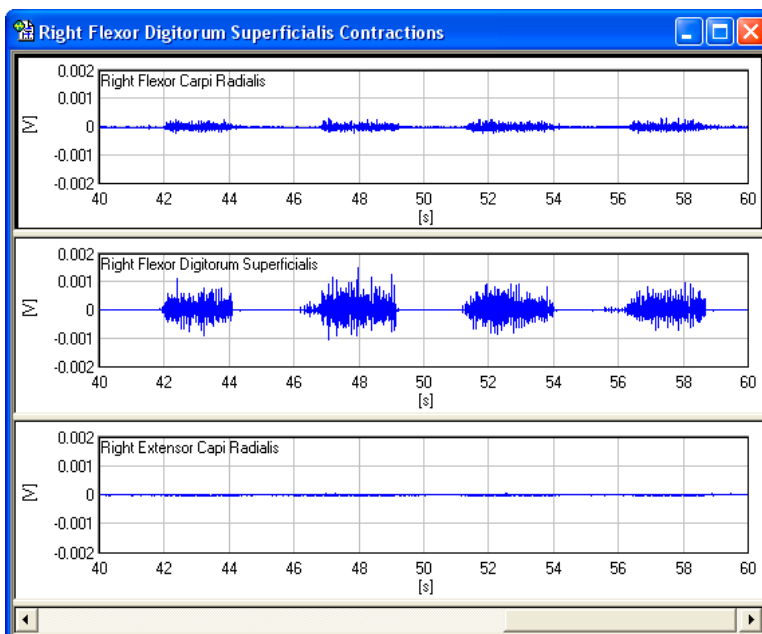 Right Flexor Digitorum Superficialis Contractions
0.002
Right Flexor Carpi Radialis
0.001
[V]
0
-0.001
-0.002
40 42 44 46 48 50 52 54 56 58 60
[s]
0.002
Right Flexor Digitorum Superficialis
0.001
[V]
0
-0.001
-0.002
40 42 44 46 48 50 52 54 56 58 60
[s]
0.002
Right Extensor Capi Radialis
0.001
[V]
0
-0.001
-0.002
40 42 44 46 48 50 52 54 56 58 60
[s]